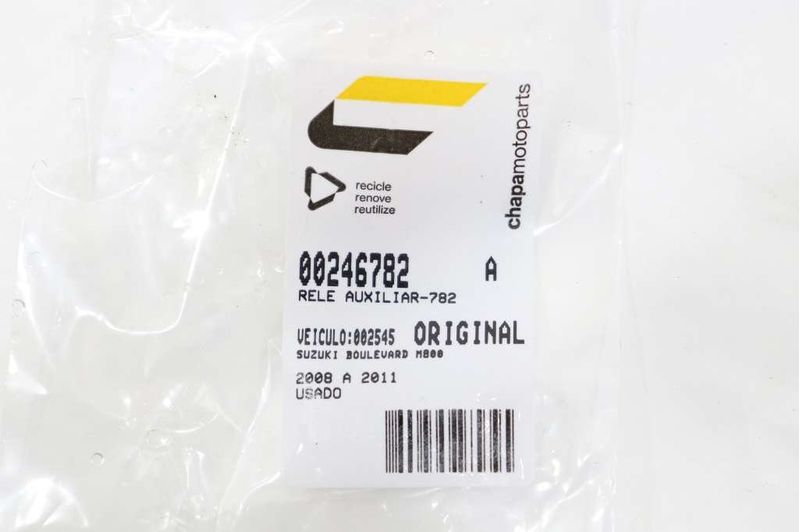 chapamotoparts
recicle
renove
reutilize
00246782 A
RELE AUXILIAR-782
VEICULO:002545 ORIGINAL
SUZUKI BOULEVARD M800
2008 A 2011
USADO